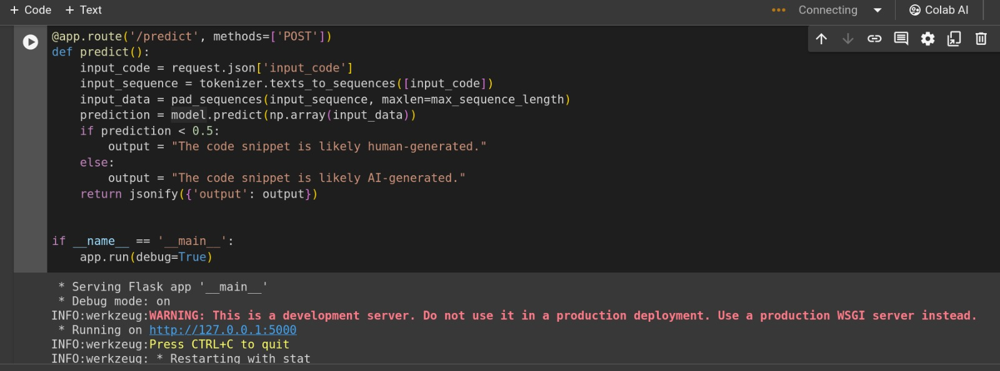 + Code + Text
Connecting
Colab AI
@app.route('/predict', methods=['POST'])
def predict():
    input_code = request.json['input_code']
    input_sequence = tokenizer.texts_to_sequences([input_code])
    input_data = pad_sequences(input_sequence, maxlen=max_sequence_length)
    prediction = model.predict(np.array(input_data))
    if prediction < 0.5:
        output = "The code snippet is likely human-generated."
    else:
        output = "The code snippet is likely AI-generated."
    return jsonify({'output': output})
if __name__ == '__main__':
    app.run(debug=True)
 * Serving Flask app '__main__'
 * Debug mode: on
INFO:werkzeug:WARNING: This is a development server. Do not use it in a production deployment. Use a production WSGI server instead.
 * Running on http://127.0.0.1:5000
INFO:werkzeug:Press CTRL+C to quit
INFO:werkzeug: * Restarting with stat